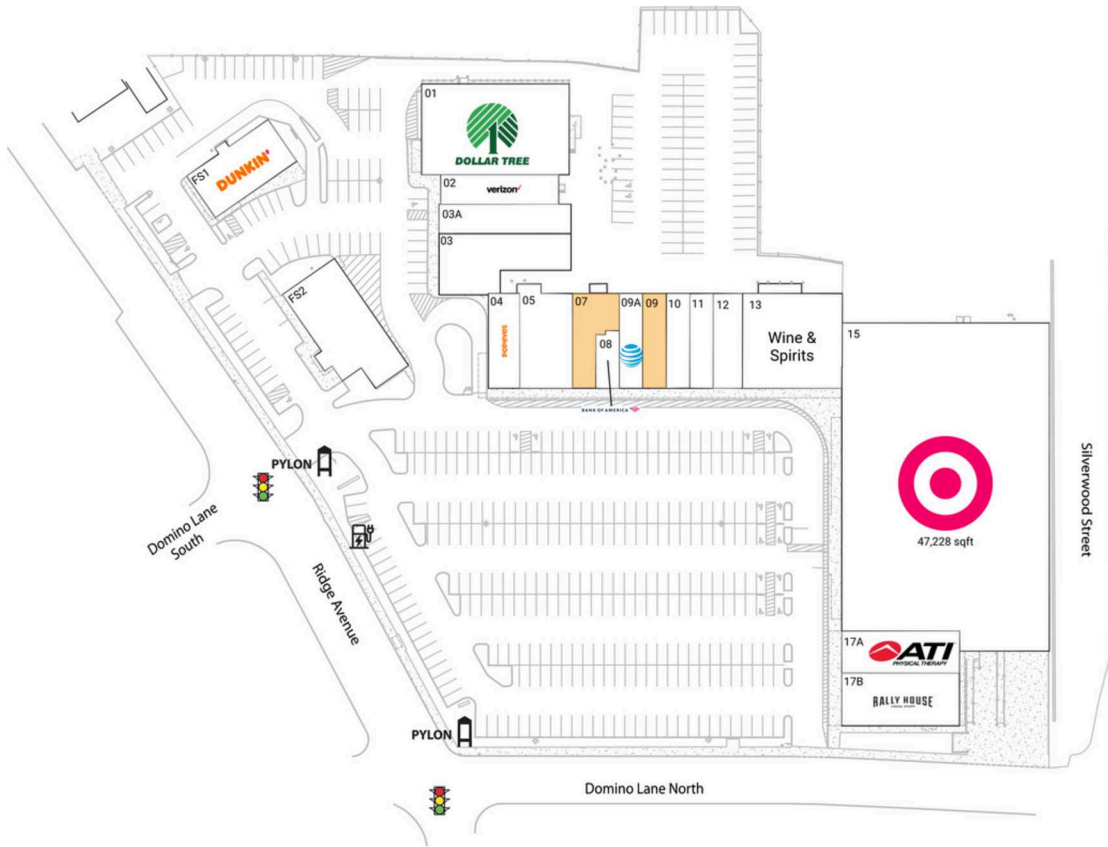 01
DOLLAR TREE
FS1
DUNKIN'
02
verizon
03A
03
FS2
04
POPEYES
05
07
08
09A
09
10
11
12
13
Wine &
Spirits
15
BANK OF AMERICA
PYLON
47,228 sqft
Silverwood Street
Domino Lane
South
Ridge Avenue
17A
ATI
PHYSICAL THERAPY
17B
RALLY HOUSE
PYLON
Domino Lane North